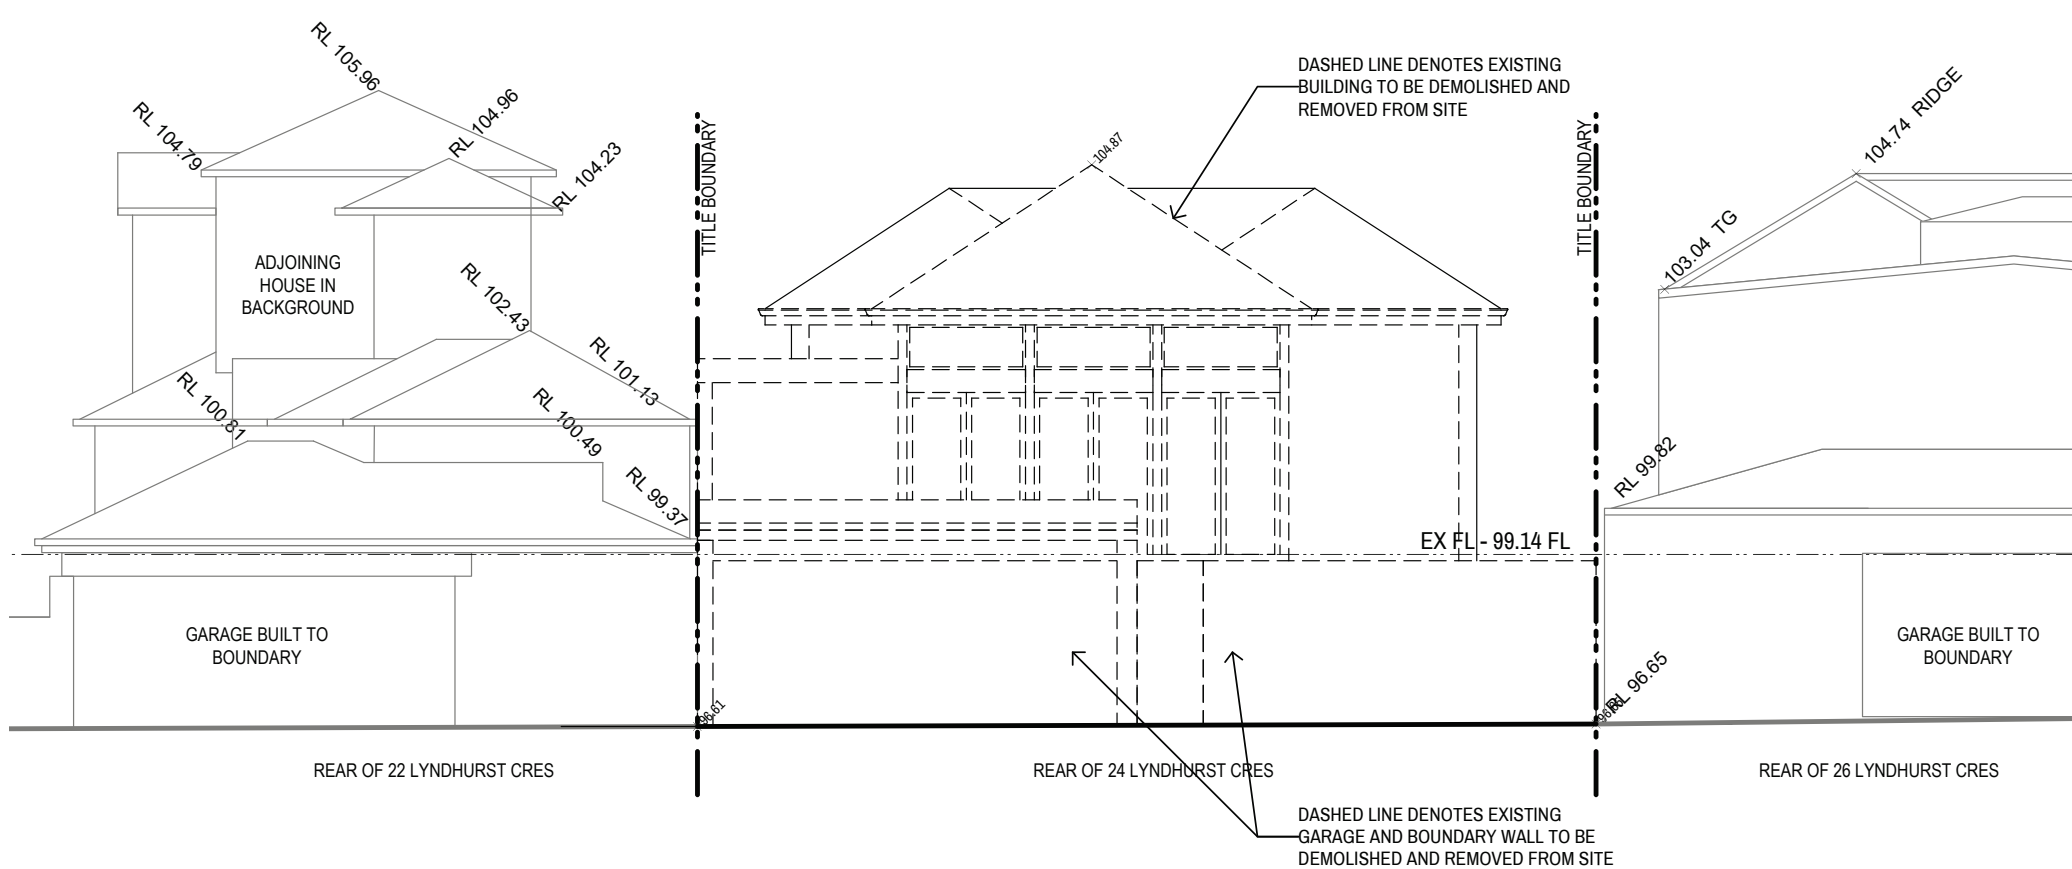 RL 105.96
RL 104.79
RL 104.96
RL 104.23
ADJOINING
HOUSE IN
BACKGROUND
RL 102.43
RL 101.13
RL 100.81
RL 100.49
RL 99.37
GARAGE BUILT TO
BOUNDARY
REAR OF 22 LYNDHURST CRES
TITLE BOUNDARY
104.87
DASHED LINE DENOTES EXISTING
BUILDING TO BE DEMOLISHED AND
REMOVED FROM SITE
TITLE BOUNDARY
EX FL - 99.14 FL
96.61
REAR OF 24 LYNDHURST CRES
DASHED LINE DENOTES EXISTING
GARAGE AND BOUNDARY WALL TO BE
DEMOLISHED AND REMOVED FROM SITE
104.74 RIDGE
103.04 TG
RL 99.82
RL 96.65
GARAGE BUILT TO
BOUNDARY
REAR OF 26 LYNDHURST CRES